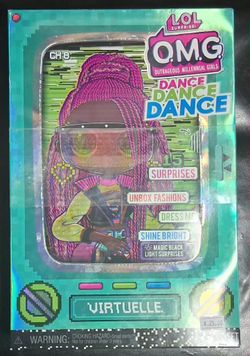 L.O.L.
SURPRISE!
O.M.G.
OUTRAGEOUS MILLENNIAL GIRLS
CH:8
DANCE
DANCE
DANCE
15
SURPRISES
UNBOX FASHIONS
DRESS ME
SHINE BRIGHT
MAGIC BLACK
LIGHT SURPRISES
VIRTUELLE
WARNING: